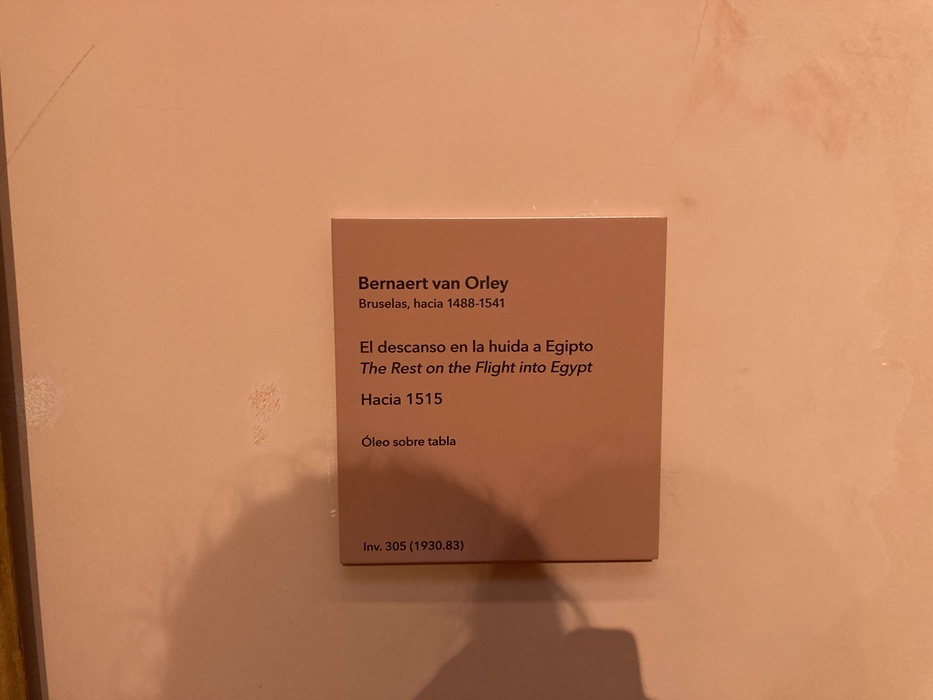 Bernaert van Orley
Bruselas, hacia 1488-1541
El descanso en la huida a Egipto
The Rest on the Flight into Egypt
Hacia 1515
Óleo sobre tabla
Inv. 305 (1930.83)